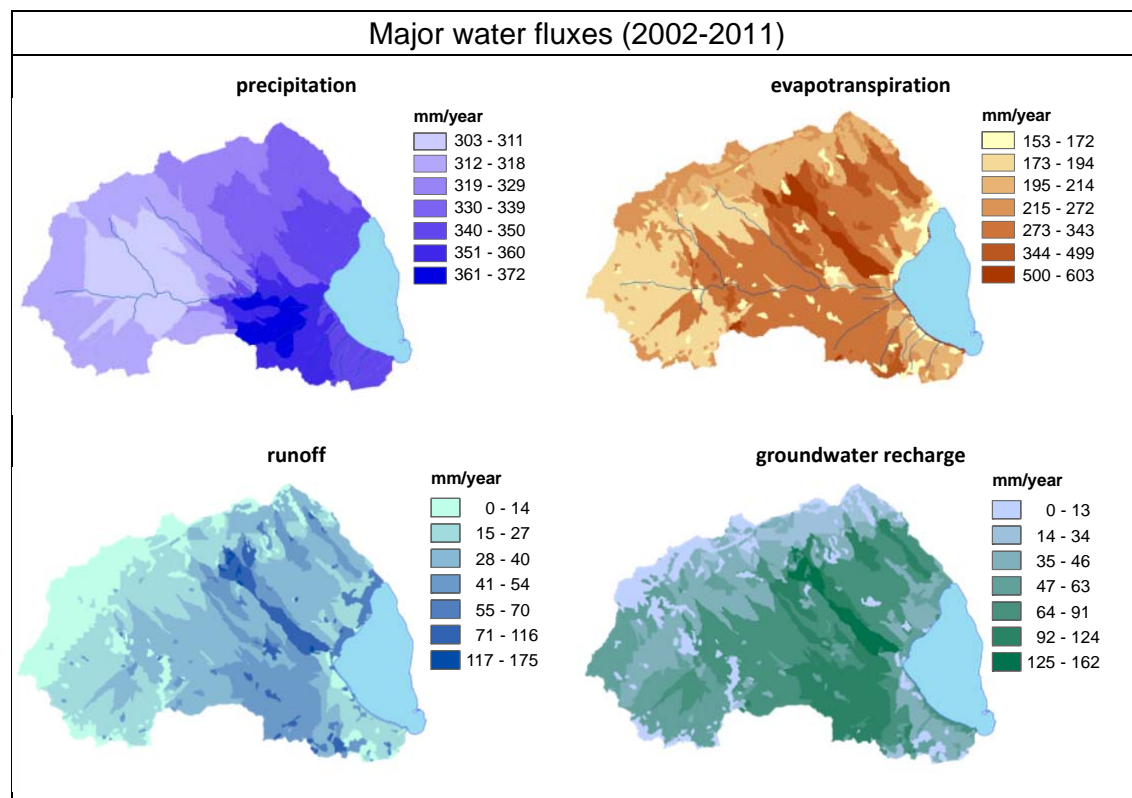 Major water fluxes (2002-2011)
precipitation
mm/year
303 - 311
312 - 318
319 - 329
330 - 339
340 - 350
351 - 360
361 - 372
evapotranspiration
mm/year
153 - 172
173 - 194
195 - 214
215 - 272
273 - 343
344 - 499
500 - 603
runoff
mm/year
0 - 14
15 - 27
28 - 40
41 - 54
55 - 70
71 - 116
117 - 175
groundwater recharge
mm/year
0 - 13
14 - 34
35 - 46
47 - 63
64 - 91
92 - 124
125 - 162